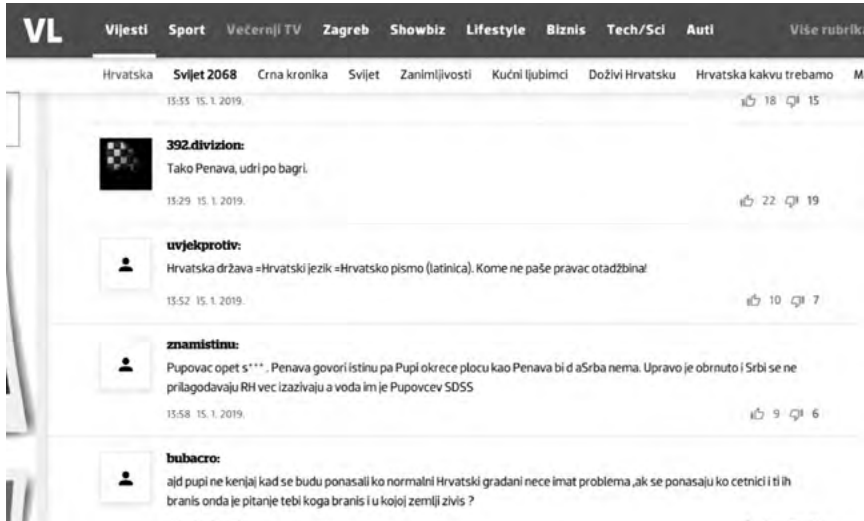 VL Vijesti Sport Večernji TV Zagreb Showbiz Lifestyle Biznis Tech/Sci Auti Više rubrika
Hrvatska Svijet 2068 Crna kronika Svijet Zanimljivosti Kućni ljubimci Doživi Hrvatsku Hrvatska kakvu trebamo M
13:33 15. 1. 2019. 18 15
392.divizion:
Tako Penava, udri po bagri.
13:29 15. 1. 2019. 22 19
uvjekprotiv:
Hrvatska država =Hrvatski jezik =Hrvatsko pismo (latinica). Kome ne paše pravac otadžbina!
13:52 15. 1. 2019. 10 7
znamistinu:
Pupovac opet s*** . Penava govori istinu pa Pupi okrece plocu kao Penava bi d aSrba nema. Upravo je obrnuto i Srbi se ne
prilagodavaju RH vec izazivaju a voda im je Pupovcev SDSS
13:58 15. 1. 2019. 9 6
bubacro:
ajd pupi ne kenjaj kad se budu ponasali ko normalni Hrvatski gradani nece imat problema ,ak se ponasaju ko cetnici i ti ih
branis onda je pitanje tebi koga branis i u kojoj zemlji zivis ?